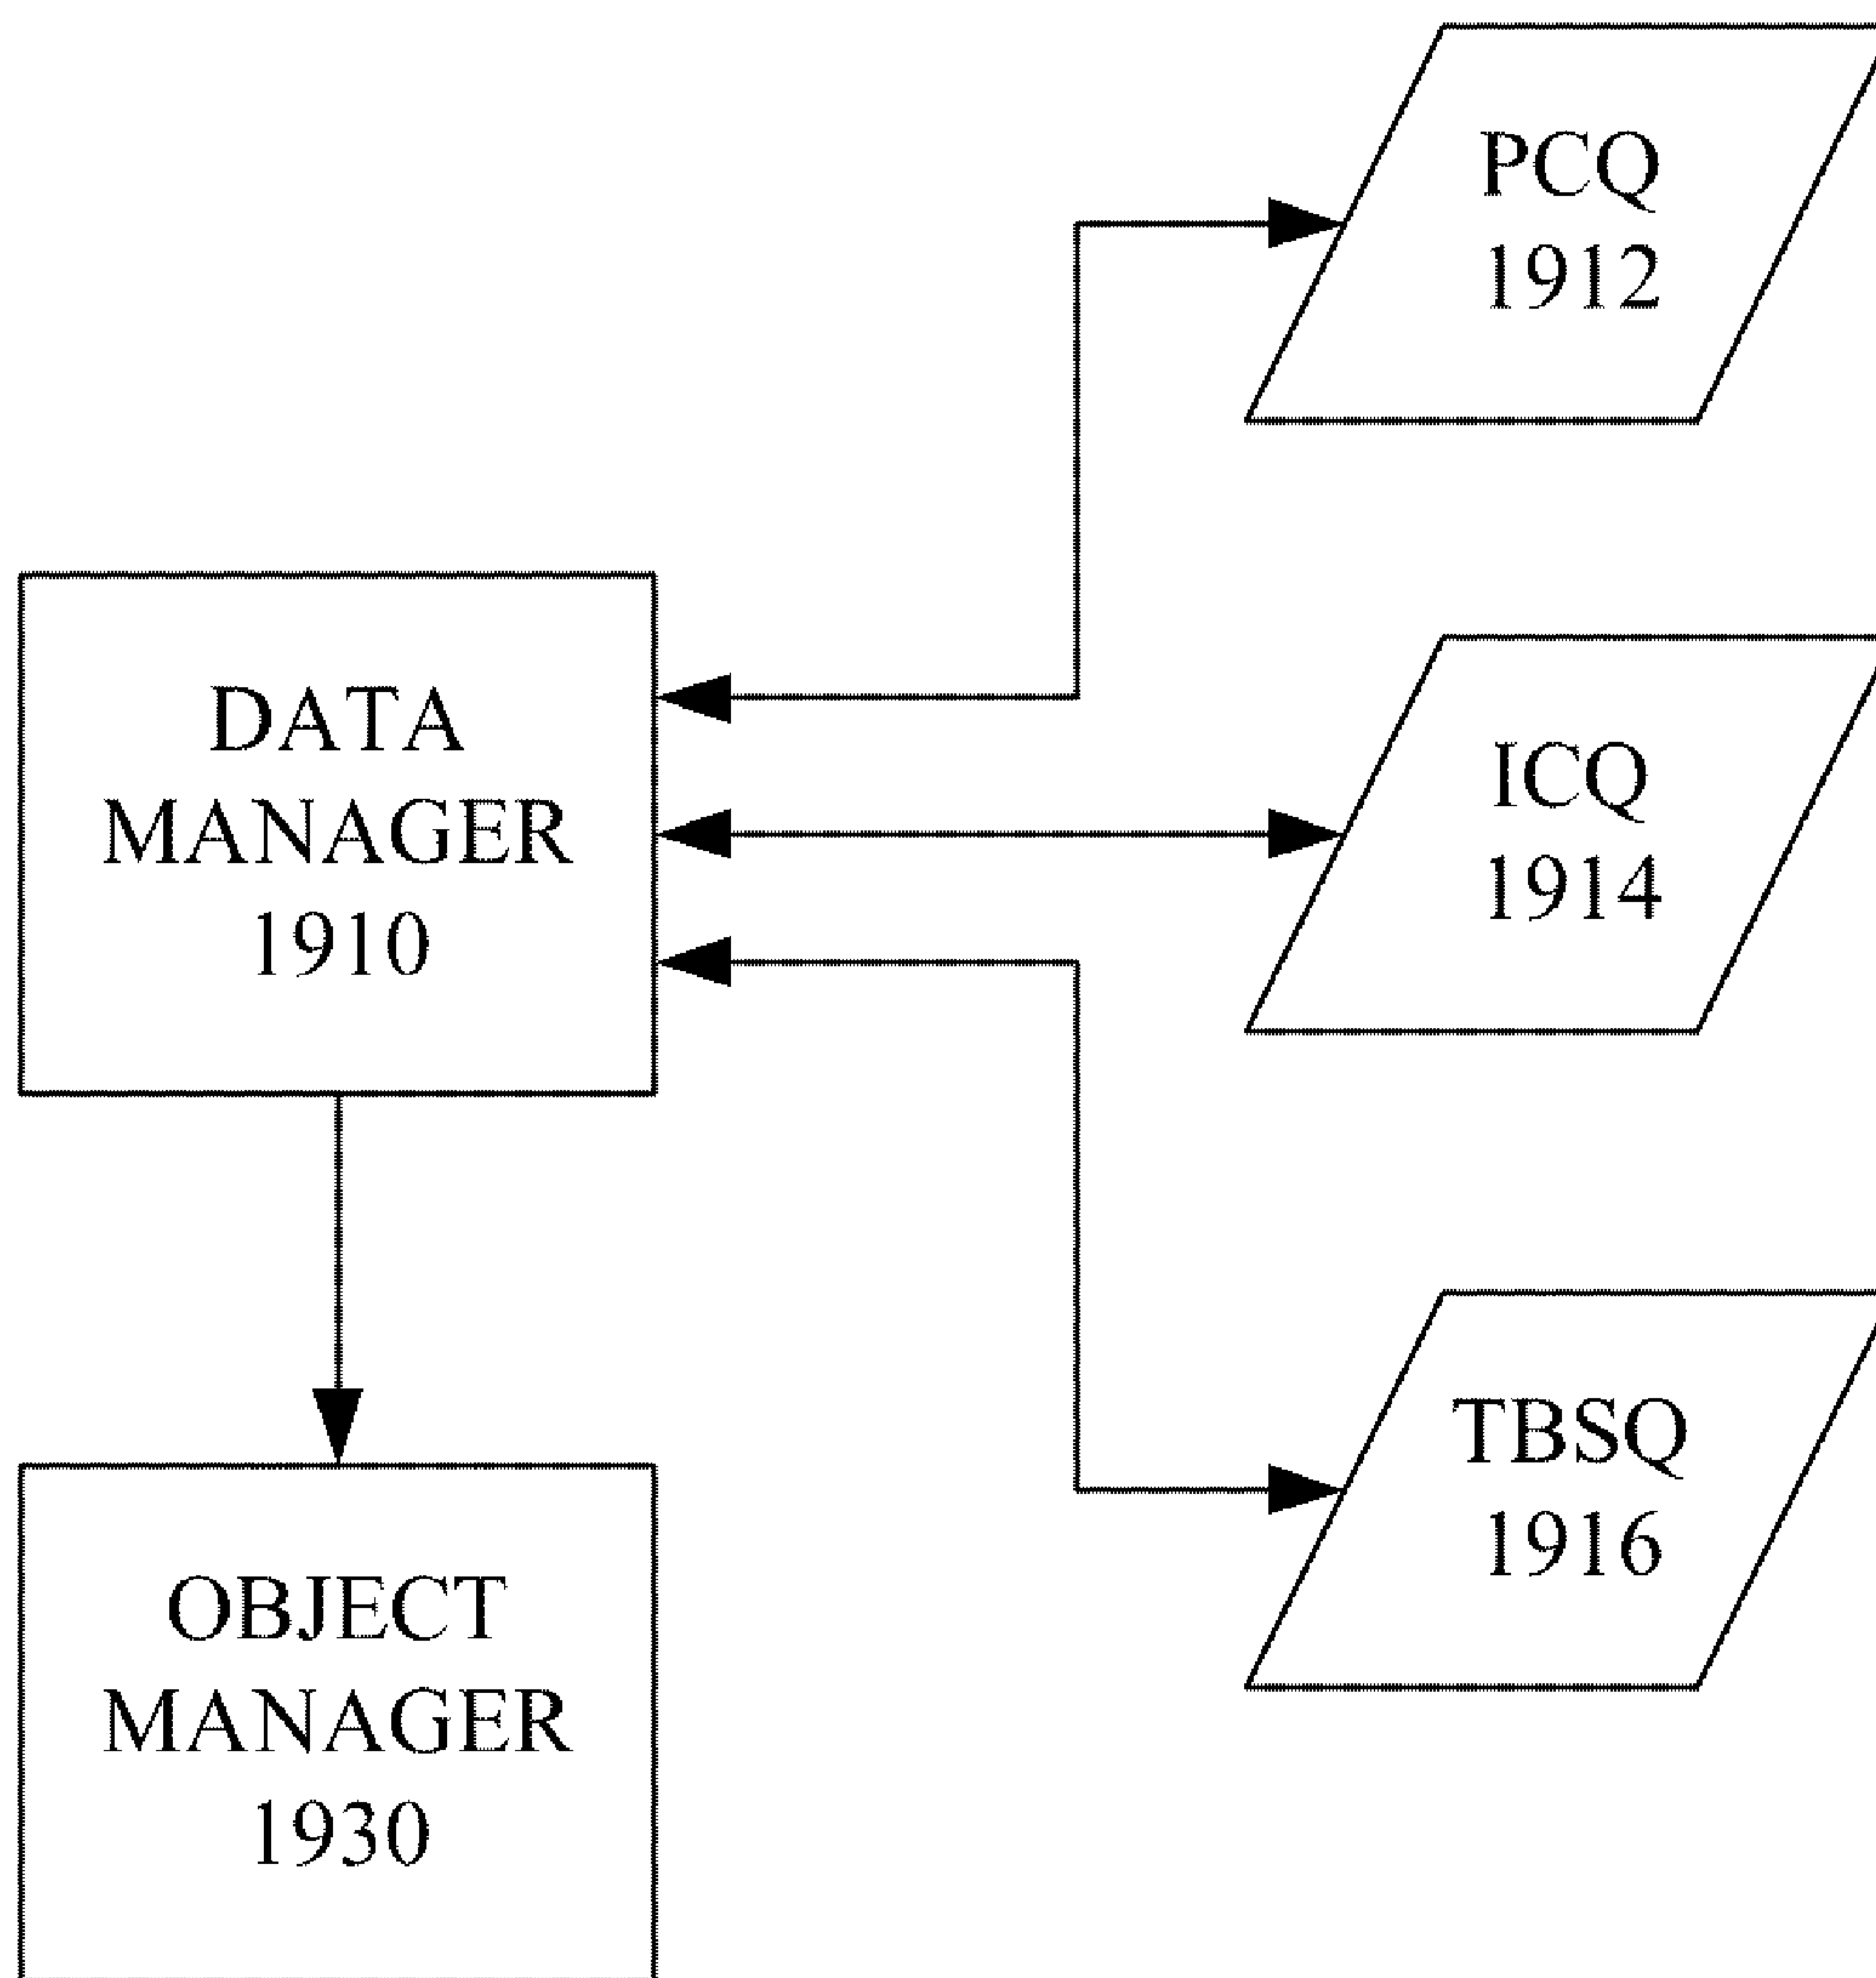 PCQ
1912
DATA
MANAGER
1910
ICQ
1914
TBSQ
1916
OBJECT
MANAGER
1930